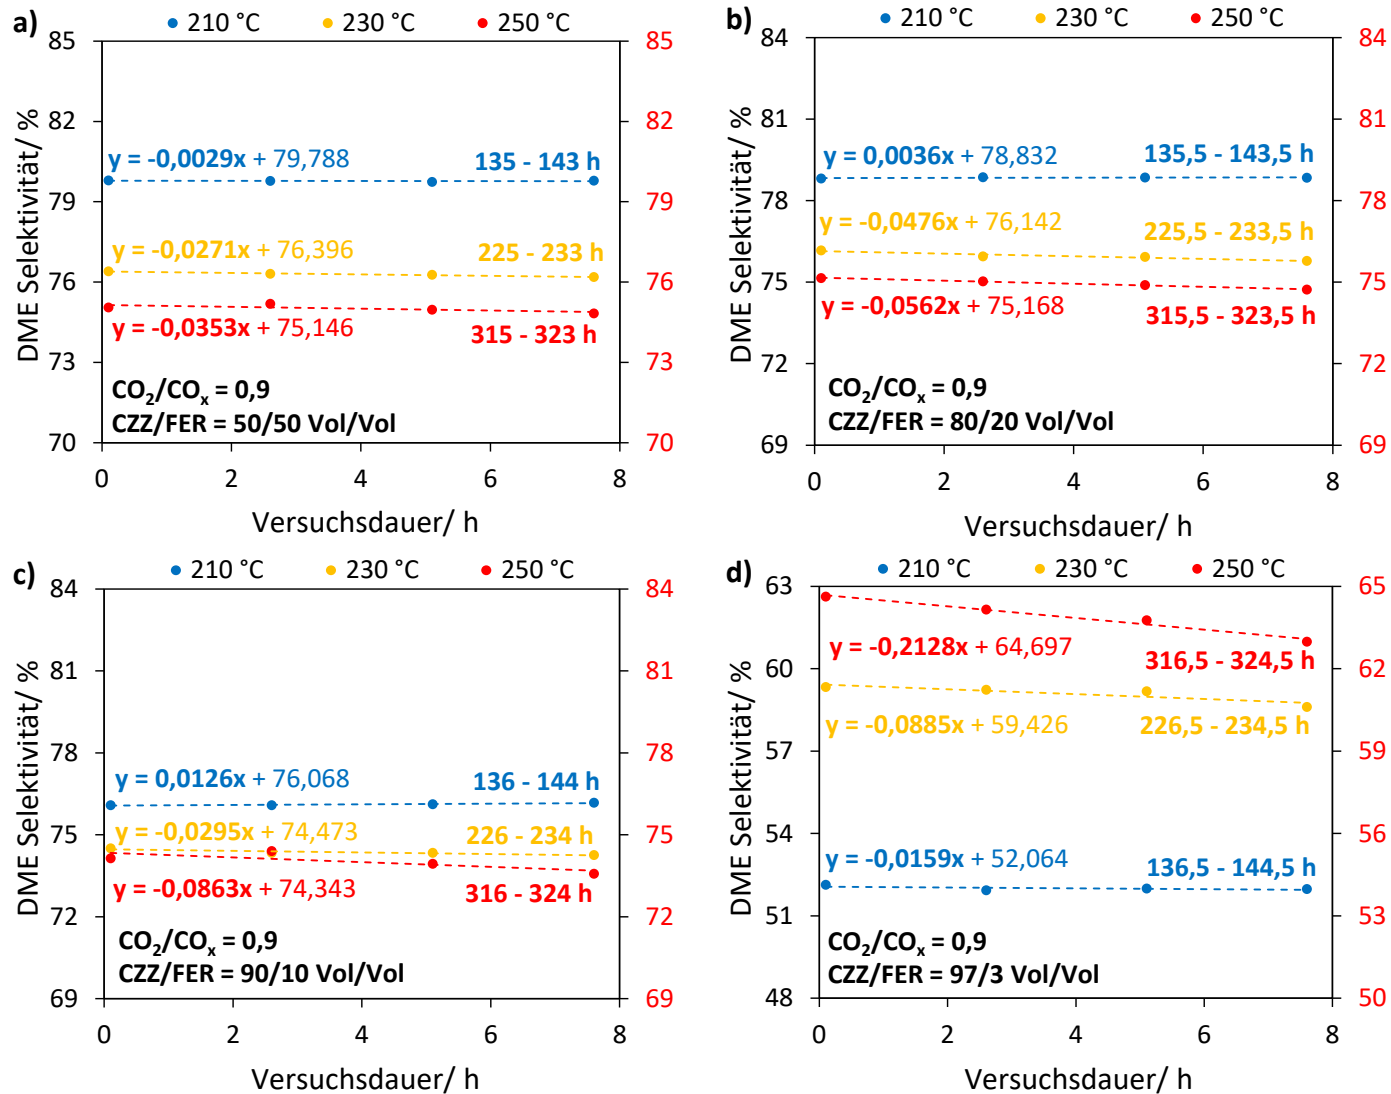 a)
210 °C 230 °C 250 °C
85 85
82 82
79 79
76 76
73 73
70 70
DME Selektivität/ %
y = -0,0029x + 79,788 135 - 143 h
y = -0,0271x + 76,396 225 - 233 h
y = -0,0353x + 75,146 315 - 323 h
CO₂/COₓ = 0,9
CZZ/FER = 50/50 Vol/Vol
0 2 4 6 8
Versuchsdauer/ h
b)
210 °C 230 °C 250 °C
84 84
81 81
78 78
75 75
72 72
69 69
DME Selektivität/ %
y = 0,0036x + 78,832 135,5 - 143,5 h
y = -0,0476x + 76,142 225,5 - 233,5 h
y = -0,0562x + 75,168 315,5 - 323,5 h
CO₂/COₓ = 0,9
CZZ/FER = 80/20 Vol/Vol
0 2 4 6 8
Versuchsdauer/ h
c)
210 °C 230 °C 250 °C
84 84
81 81
78 78
75 75
72 72
69 69
DME Selektivität/ %
y = 0,0126x + 76,068 136 - 144 h
y = -0,0295x + 74,473 226 - 234 h
y = -0,0863x + 74,343 316 - 324 h
CO₂/COₓ = 0,9
CZZ/FER = 90/10 Vol/Vol
0 2 4 6 8
Versuchsdauer/ h
d)
210 °C 230 °C 250 °C
63 65
60 62
57 59
54 56
51 53
48 50
DME Selektivität/ %
y = -0,2128x + 64,697 316,5 - 324,5 h
y = -0,0885x + 59,426 226,5 - 234,5 h
y = -0,0159x + 52,064 136,5 - 144,5 h
CO₂/COₓ = 0,9
CZZ/FER = 97/3 Vol/Vol
0 2 4 6 8
Versuchsdauer/ h